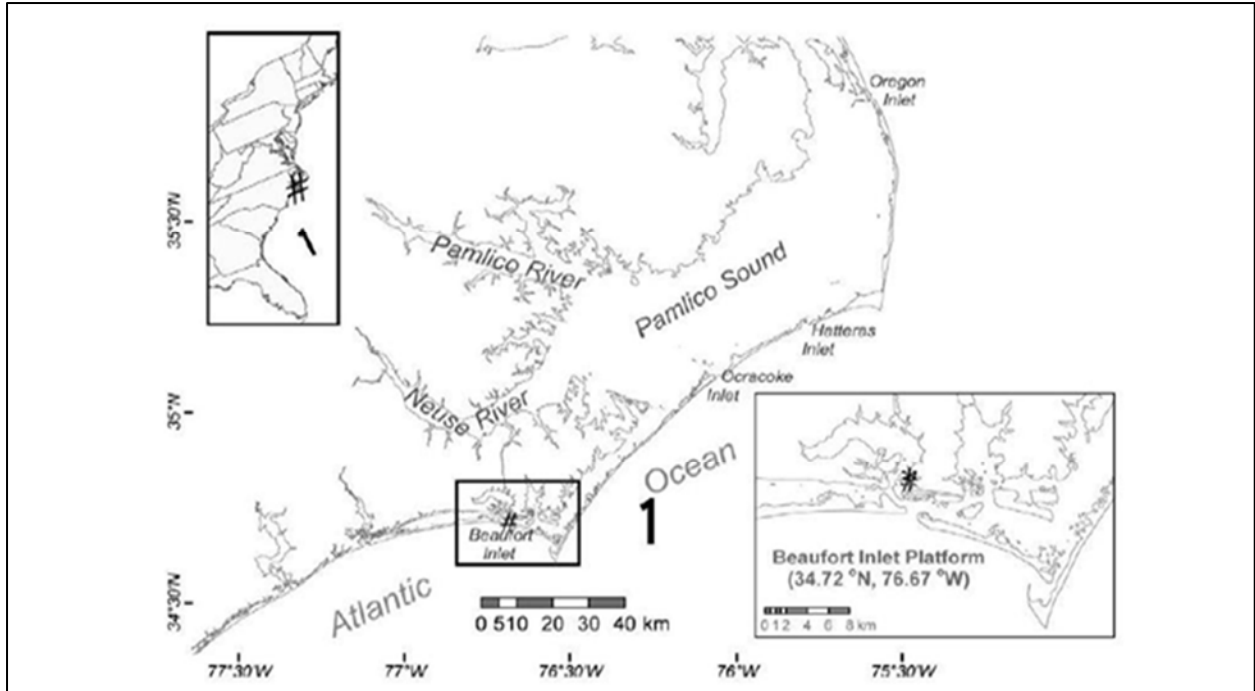 Oregon
Inlet
35°30'W
Pamlico River
Pamlico Sound
1
Hatteras
Inlet
Ocracoke
Inlet
35°W
Neuse River
Ocean
1
#
#
#
Beaufort
Inlet
Beaufort Inlet Platform
(34.72 °N, 76.67 °W)
34°30'W
Atlantic
0 510 20 30 40 km
0 1 2 4 6 8 km
77°30'W
77°W
76°30'W
76°W
75°30'W